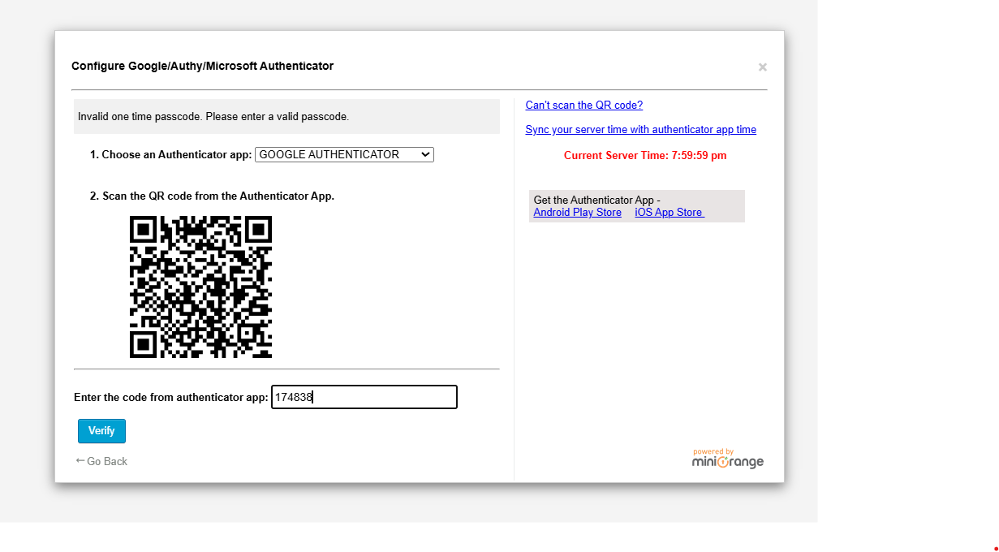 Configure Google/Authy/Microsoft Authenticator
×
Invalid one time passcode. Please enter a valid passcode.
1. Choose an Authenticator app: GOOGLE AUTHENTICATOR
2. Scan the QR code from the Authenticator App.
Enter the code from authenticator app: 174838
Verify
←Go Back
Can't scan the QR code?
Sync your server time with authenticator app time
Current Server Time: 7:59:59 pm
Get the Authenticator App -
Android Play Store iOS App Store
powered by
miniOrange